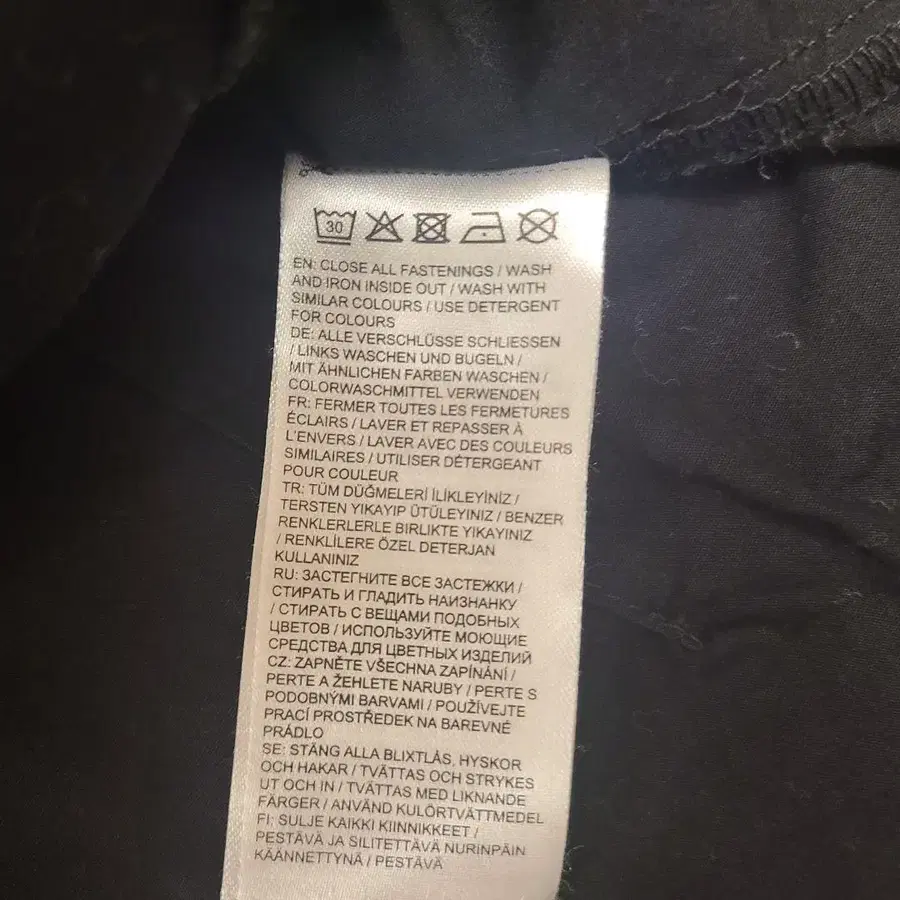 30
EN: CLOSE ALL FASTENINGS / WASH
AND IRON INSIDE OUT / WASH WITH
SIMILAR COLOURS / USE DETERGENT
FOR COLOURS
DE: ALLE VERSCHLÜSSE SCHLIESSEN
/ LINKS WASCHEN UND BÜGELN /
MIT ÄHNLICHEN FARBEN WASCHEN /
COLORWASCHMITTEL VERWENDEN
FR: FERMER TOUTES LES FERMETURES
ÉCLAIRS / LAVER ET REPASSER À
L'ENVERS / LAVER AVEC DES COULEURS
SIMILAIRES / UTILISER DÉTERGEANT
POUR COULEUR
TR: TÜM DÜĞMELERİ İLİKLEYİNİZ /
TERSTEN YIKAYIP ÜTÜLEYINIZ / BENZER
RENKLERLERLE BIRLIKTE YIKAYINIZ
/ RENKLİLERE ÖZEL DETERJAN
KULLANINIZ
RU: ЗАСТЕГНИТЕ ВСЕ ЗАСТЕЖКИ /
СТИРАТЬ И ГЛАДИТЬ НАИЗНАНКУ
/ СТИРАТЬ С ВЕЩАМИ ПОДОБНЫХ
ЦВЕТОВ / ИСПОЛЬЗУЙТЕ МОЮЩИЕ
СРЕДСТВА ДЛЯ ЦВЕТНЫХ ИЗДЕЛИЙ
CZ: ZAPNĚTE VŠECHNA ZAPÍNÁNÍ /
PERTE A ŽEHLETE NARUBY / PERTE S
PODOBNÝMI BARVAMI / POUŽÍVEJTE
PRACÍ PROSTŘEDEK NA BAREVNÉ
PRÁDLO
SE: STÄNG ALLA BLIXTLÅS, HYSKOR
OCH HAKAR / TVÄTTAS OCH STRYKES
UT OCH IN / TVÄTTAS MED LIKNANDE
FÄRGER / ANVÄND KULÖRTVÄTTMEDEL
FI: SULJE KAIKKI KIINNIKKEET /
PESTÄVÄ JA SILITETTÄVÄ NURINPÄIN
KÄÄNNETTYNÄ / PESTÄVÄ